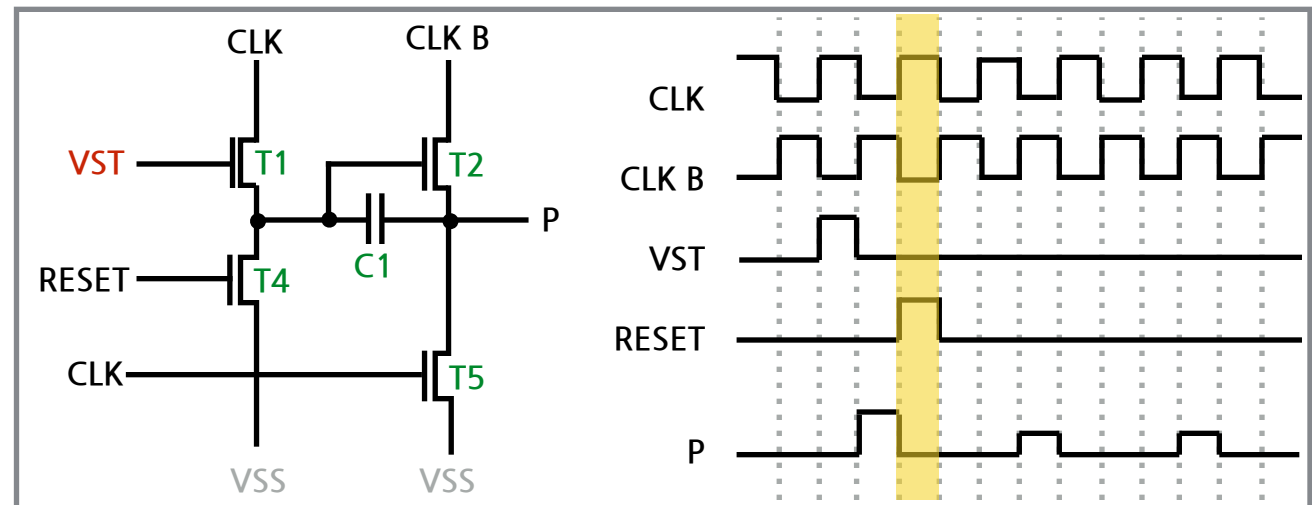 CLK
CLK B
VST
T1
T2
P
C1
RESET
T4
CLK
T5
VSS
VSS
CLK
CLK B
VST
RESET
P